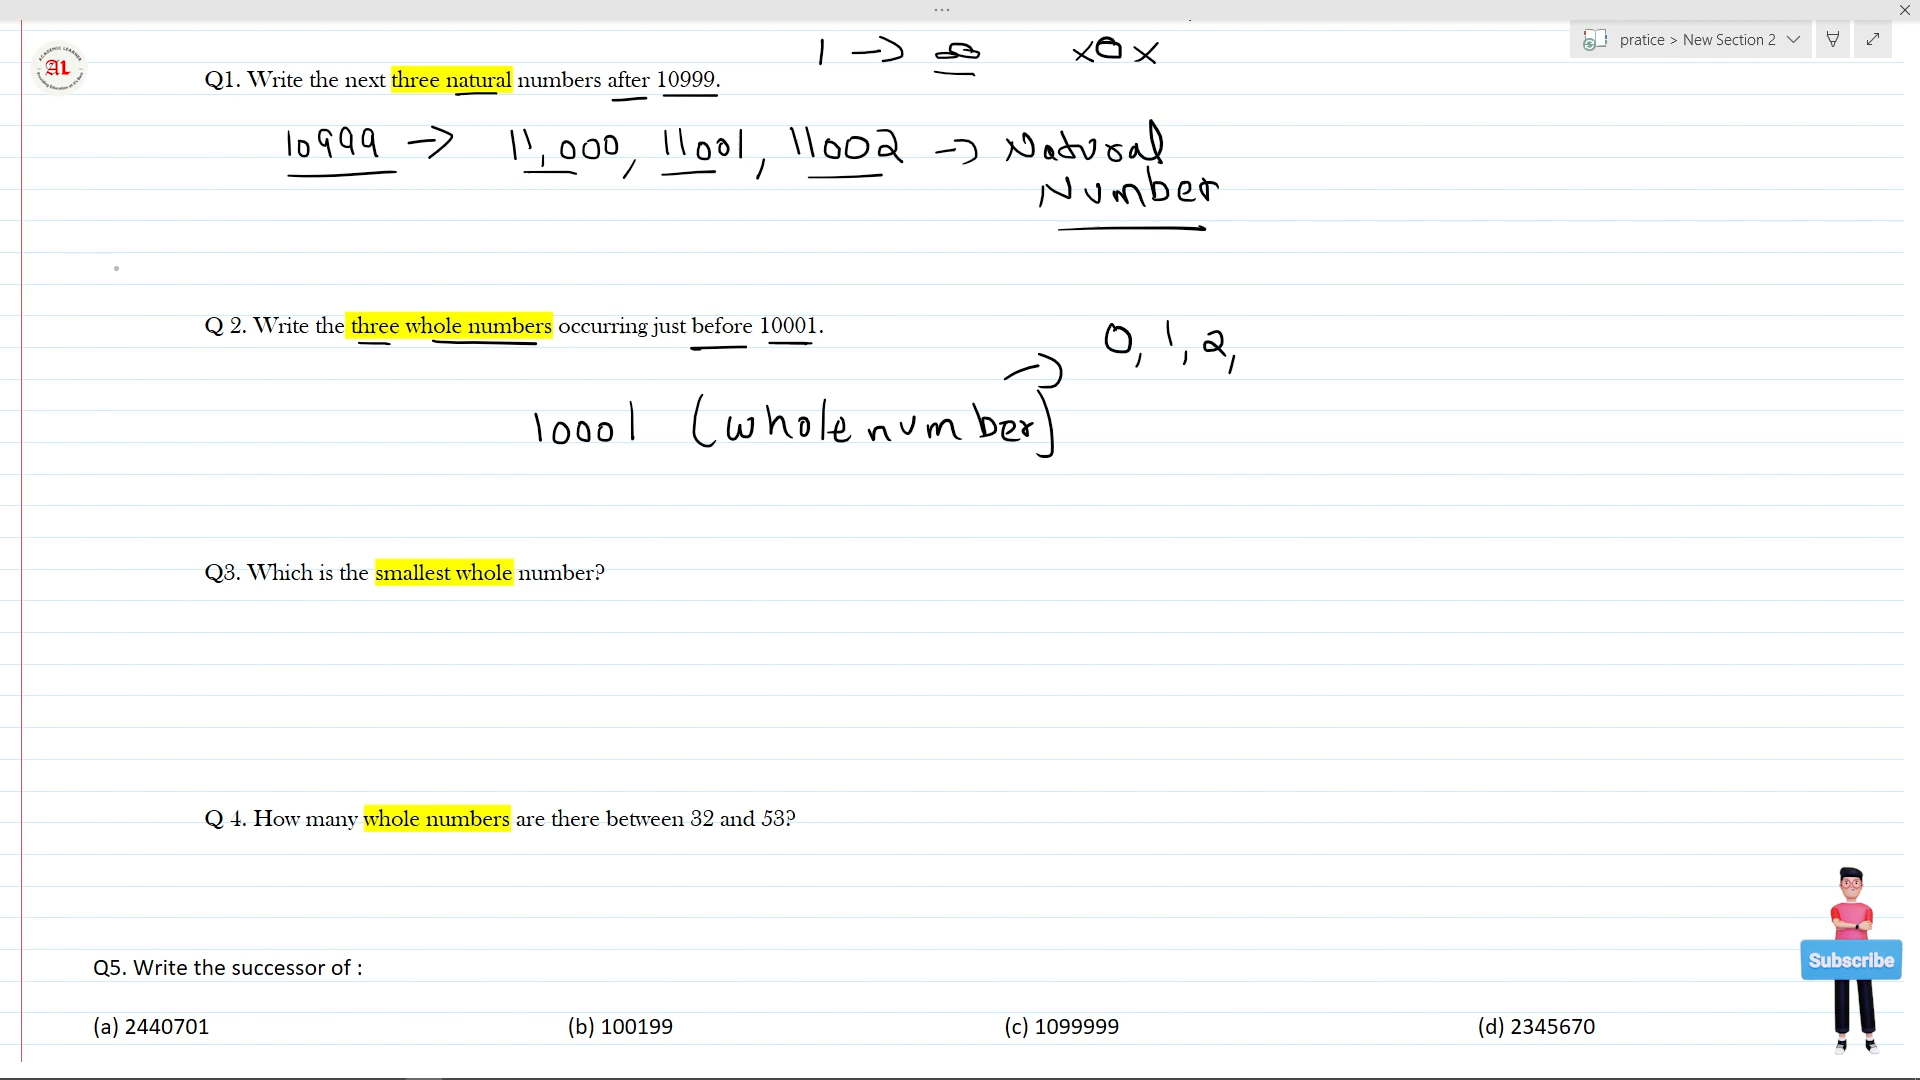 ...
pratice > New Section 2
1 → ∞ x0x
AL
Q1. Write the next three natural numbers after 10999.
10999 → 11,000, 11001, 11002 → Natural
Number
Q 2. Write the three whole numbers occurring just before 10001.
0, 1, 2,
10001 (whole number)
Q3. Which is the smallest whole number?
Q 4. How many whole numbers are there between 32 and 53?
Subscribe
Q5. Write the successor of :
(a) 2440701 (b) 100199 (c) 1099999 (d) 2345670